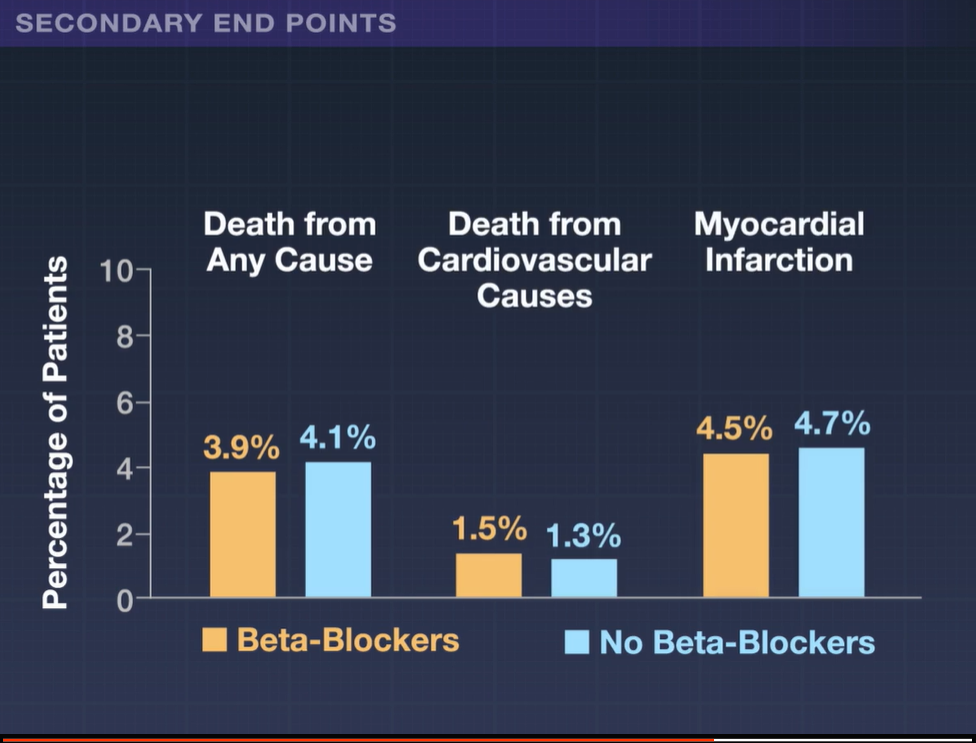 SECONDARY END POINTS
Death from
Any Cause
Death from
Cardiovascular
Causes
Myocardial
Infarction
Percentage of Patients
10
8
6
4
2
0
3.9%
4.1%
1.5%
1.3%
4.5%
4.7%
Beta-Blockers
No Beta-Blockers